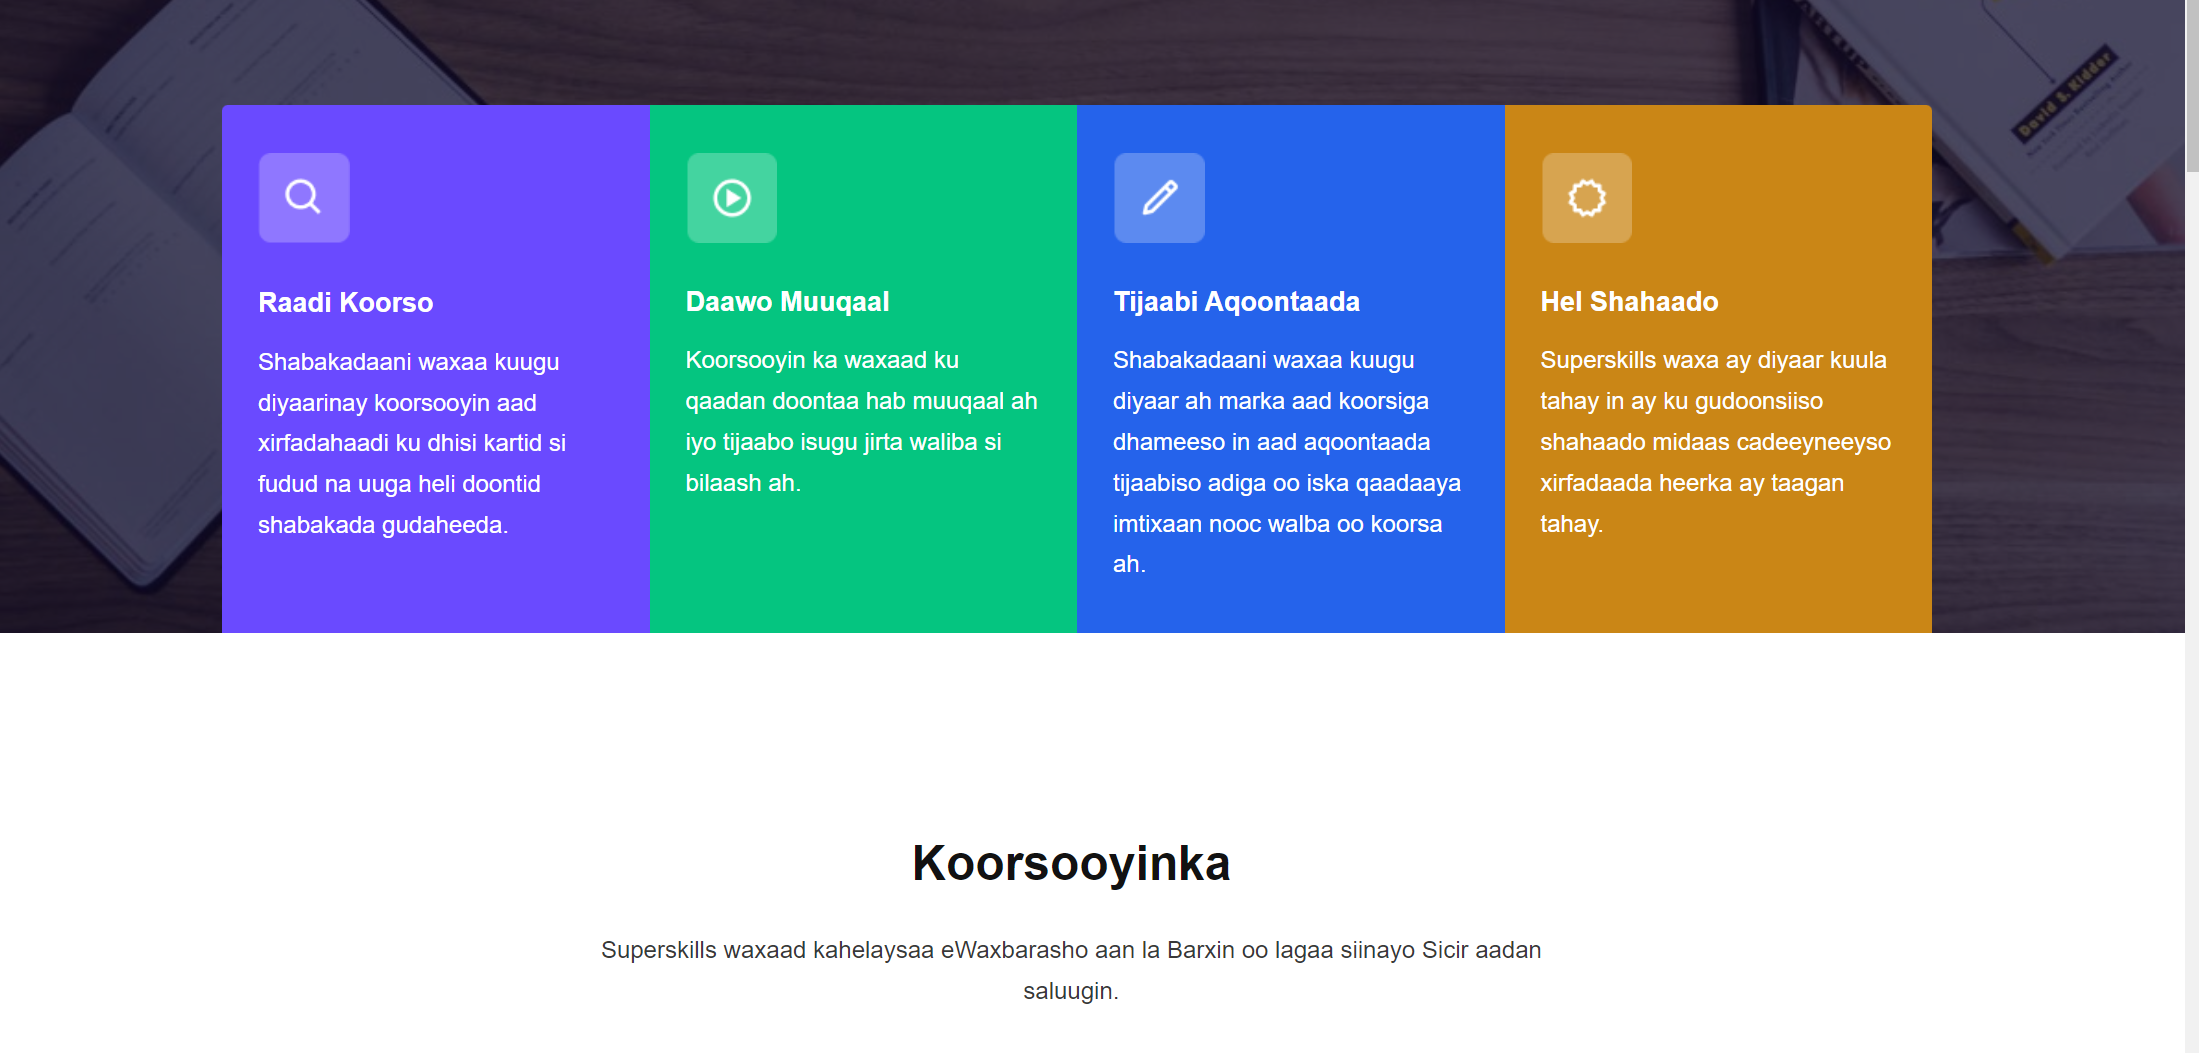 David S. Kidder
Raadi Koorso
Shabakadaani waxaa kuugu
diyaarinay koorsooyin aad
xirfadahaadi ku dhisi kartid si
fudud na uuga heli doontid
shabakada gudaheeda.
Daawo Muuqaal
Koorsooyin ka waxaad ku
qaadan doontaa hab muuqaal ah
iyo tijaabo isugu jirta waliba si
bilaash ah.
Tijaabi Aqoontaada
Shabakadaani waxaa kuugu
diyaar ah marka aad koorsiga
dhameeso in aad aqoontaada
tijaabiso adiga oo iska qaadaaya
imtixaan nooc walba oo koorsa
ah.
Hel Shahaado
Superskills waxa ay diyaar kuula
tahay in ay ku gudoonsiiso
shahaado midaas cadeeyneeyso
xirfadaada heerka ay taagan
tahay.
Koorsooyinka
Superskills waxaad kahelaysaa eWaxbarasho aan la Barxin oo lagaa siinayo Sicir aadan
saluugin.